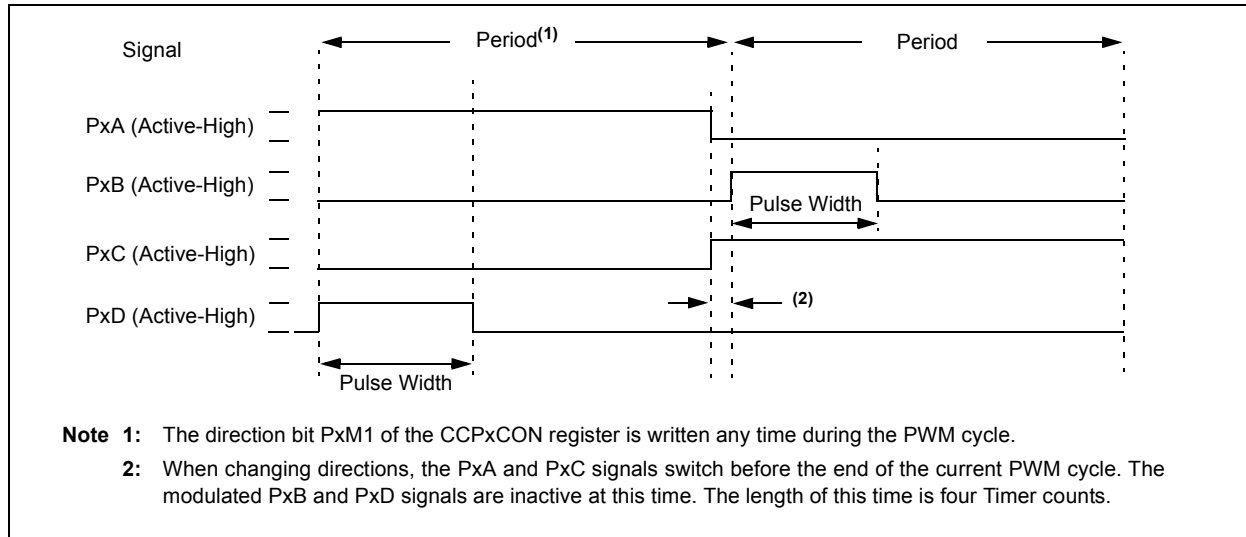 Signal
Period(1)
Period
PxA (Active-High)
PxB (Active-High)
Pulse Width
PxC (Active-High)
(2)
PxD (Active-High)
Pulse Width
Note 1: The direction bit PxM1 of the CCPxCON register is written any time during the PWM cycle.
2: When changing directions, the PxA and PxC signals switch before the end of the current PWM cycle. The
modulated PxB and PxD signals are inactive at this time. The length of this time is four Timer counts.